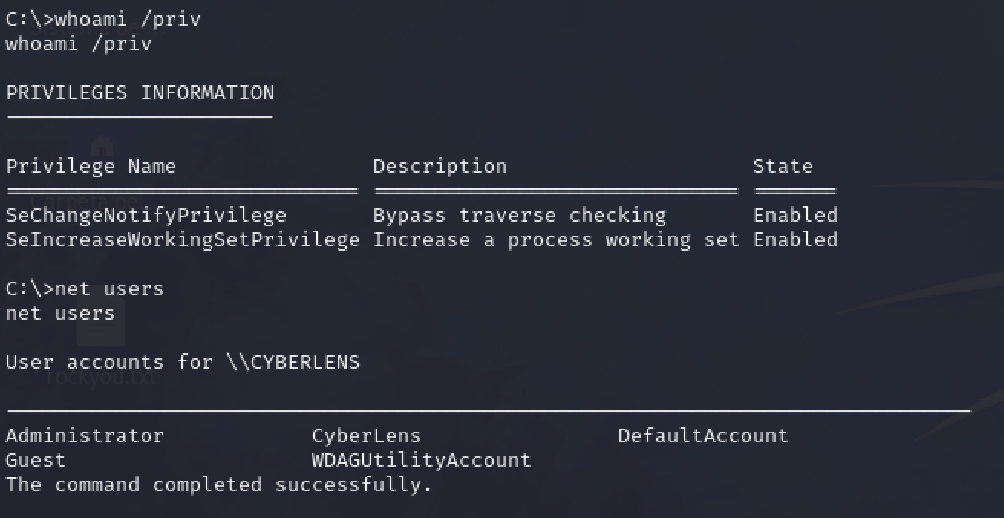 C:\>whoami /priv
whoami /priv
PRIVILEGES INFORMATION
Privilege Name Description State
SeChangeNotifyPrivilege Bypass traverse checking Enabled
SeIncreaseWorkingSetPrivilege Increase a process working set Enabled
C:\>net users
net users
User accounts for \\CYBERLENS
rockyou.txt
Administrator CyberLens DefaultAccount
Guest WDAGUtilityAccount
The command completed successfully.